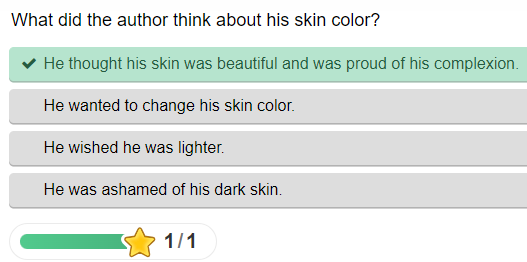 What did the author think about his skin color?
He thought his skin was beautiful and was proud of his complexion.
He wanted to change his skin color.
He wished he was lighter.
He was ashamed of his dark skin.
1/1